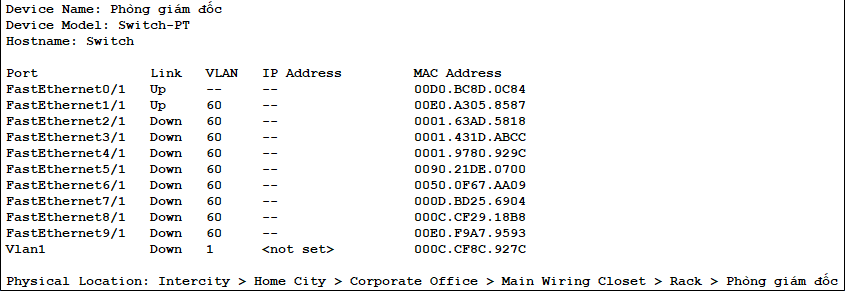 Device Name: Phòng giám đốc
Device Model: Switch-PT
Hostname: Switch
Port Link VLAN IP Address MAC Address
FastEthernet0/1 Up -- -- 00D0.BC8D.0C84
FastEthernet1/1 Up 60 -- 00E0.A305.8587
FastEthernet2/1 Down 60 -- 0001.63AD.5818
FastEthernet3/1 Down 60 -- 0001.431D.ABCC
FastEthernet4/1 Down 60 -- 0001.9780.929C
FastEthernet5/1 Down 60 -- 0090.21DE.0700
FastEthernet6/1 Down 60 -- 0050.0F67.AA09
FastEthernet7/1 Down 60 -- 000D.BD25.6904
FastEthernet8/1 Down 60 -- 000C.CF29.18B8
FastEthernet9/1 Down 60 -- 00E0.F9A7.9593
Vlan1 Down 1 <not set> 000C.CF8C.927C
Physical Location: Intercity > Home City > Corporate Office > Main Wiring Closet > Rack > Phòng giám đốc